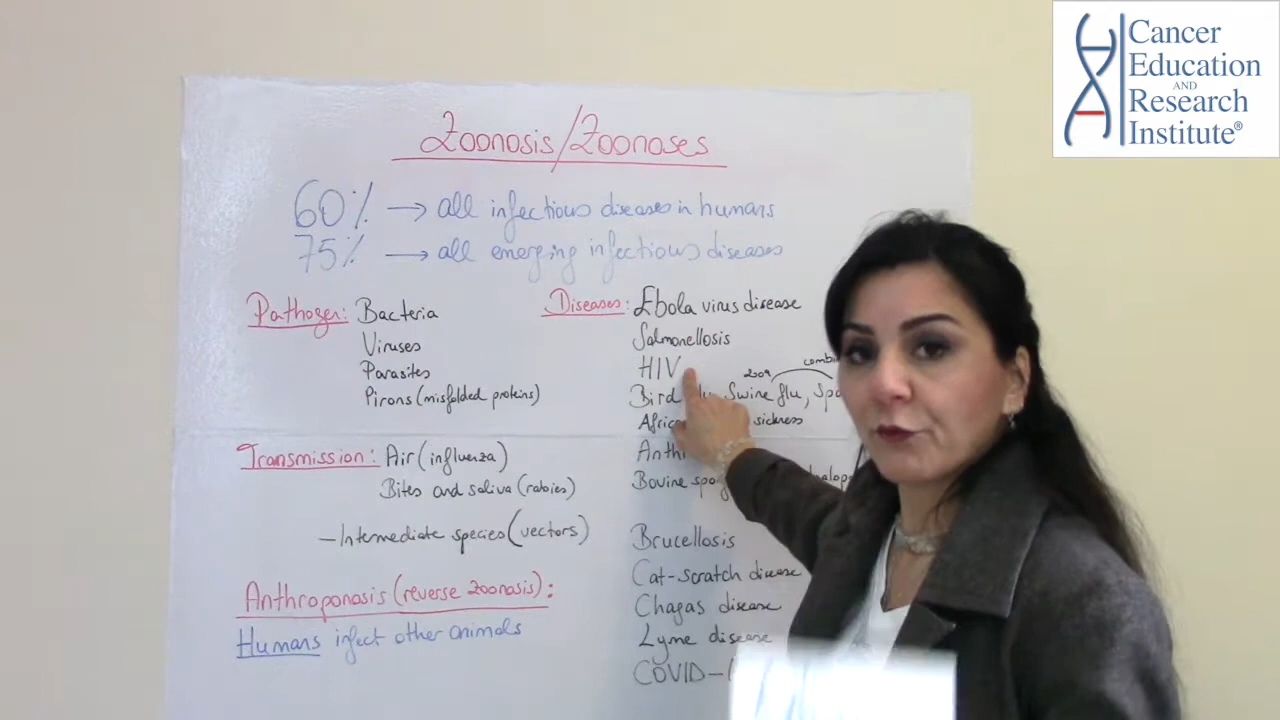 Cancer
Education
AND
Research
Institute®
Zoonosis/Zoonoses
60% → all infectious diseases in humans
75% → all emerging infectious diseases
Pathogen: Bacteria
Viruses
Parasites
Pirons (misfolded proteins)
Transmission: Air (influenza)
Bites and saliva (rabies)
— Intermediate species (vectors)
Anthroponosis (reverse zoonosis):
Humans infect other animals
Diseases: Ebola virus disease
Salmonellosis
HIV
2009
Bird Swine flu,
sickness
Bovine
Brucellosis
Cat-scratch disease
Chagas disease
Lyme disease
COVID-